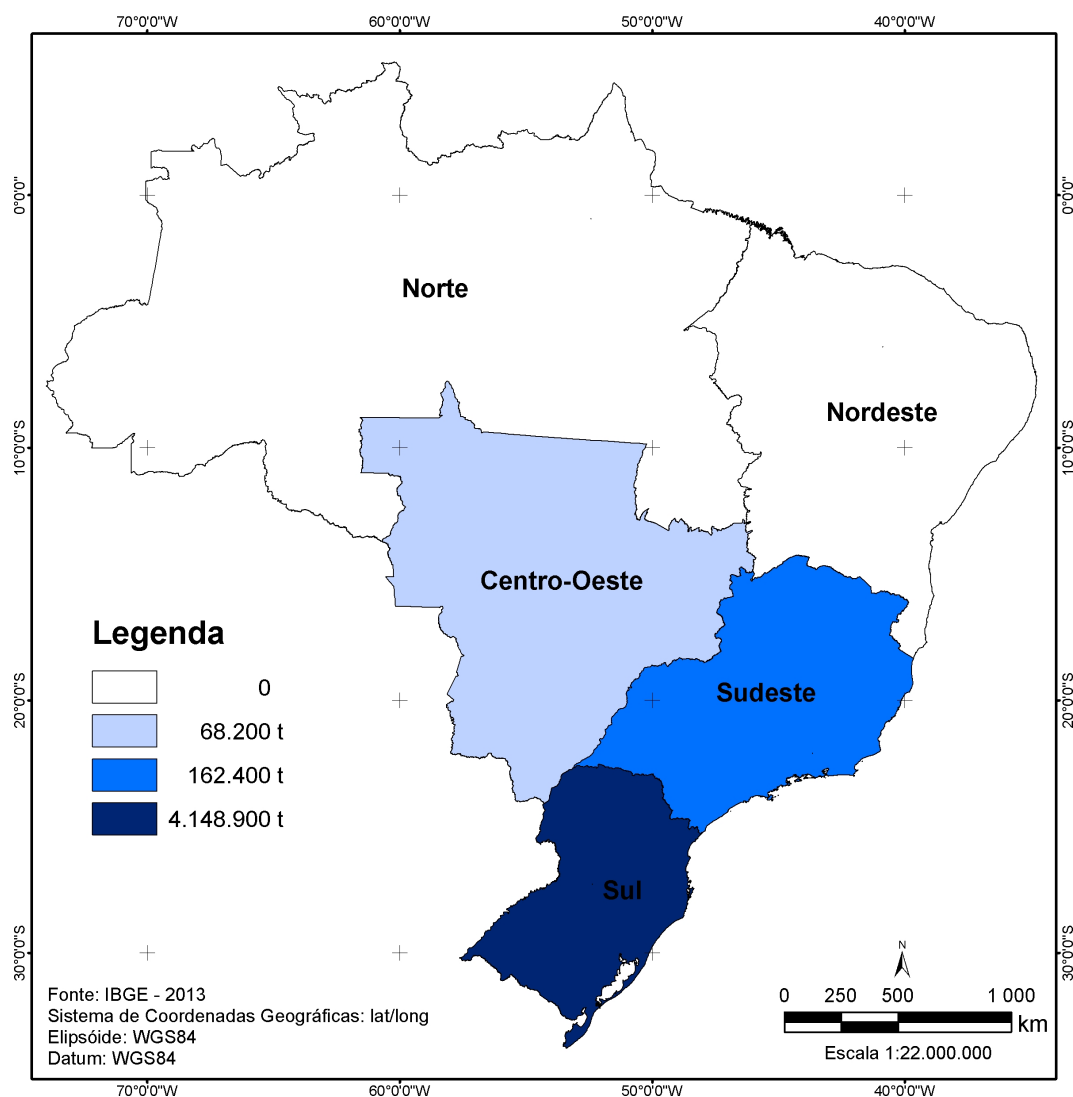 70°0'0"W 60°0'0"W 50°0'0"W 40°0'0"W
0°0'0" 0°0'0"
Norte
Nordeste
10°0'0"S 10°0'0"S
Centro-Oeste
Legenda
0
68.200 t
162.400 t
4.148.900 t
Sudeste
20°0'0"S 20°0'0"S
Sul
30°0'0"S 30°0'0"S
N
Fonte: IBGE - 2013
Sistema de Coordenadas Geográficas: lat/long
Elipsóide: WGS84
Datum: WGS84
0 250 500 1 000
km
Escala 1:22.000.000
70°0'0"W 60°0'0"W 50°0'0"W 40°0'0"W